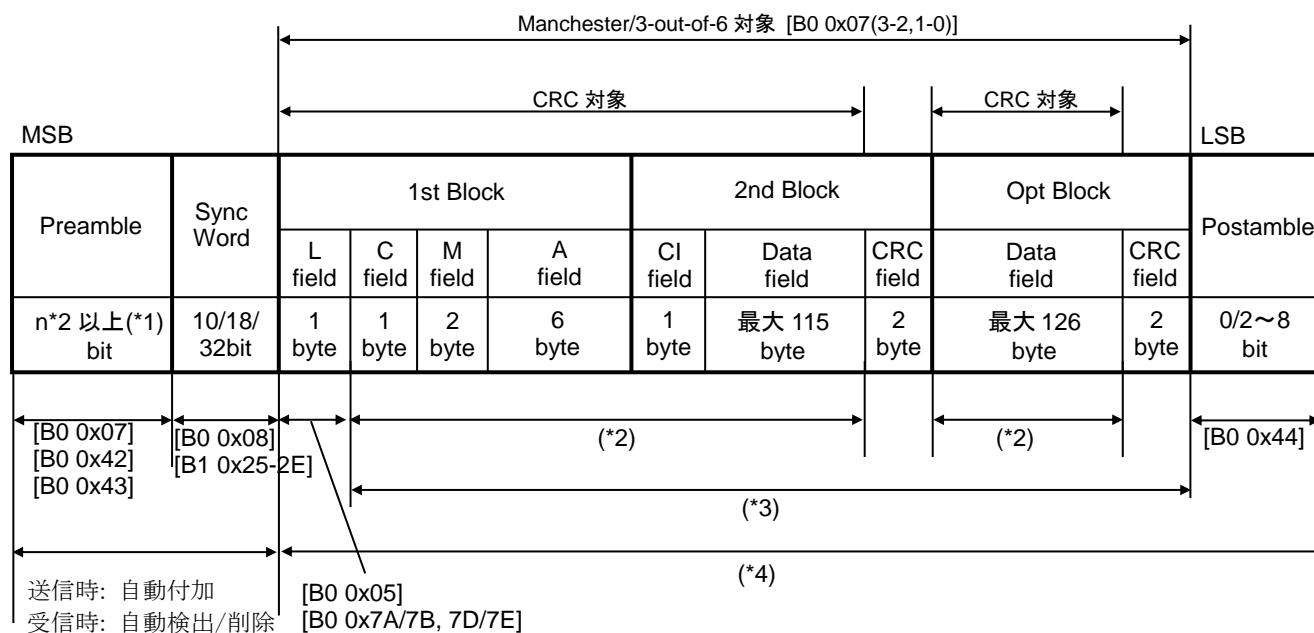 Manchester/3-out-of-6 対象 [B0 0x07(3-2,1-0)]
CRC 対象
CRC 対象
MSB
LSB
Preamble
Sync
Word
1st Block
2nd Block
Opt Block
Postamble
L
field
C
field
M
field
A
field
CI
field
Data
field
CRC
field
Data
field
CRC
field
n*2 以上(*1)
bit
10/18/
32bit
1
byte
1
byte
2
byte
6
byte
1
byte
最大 115
byte
2
byte
最大 126
byte
2
byte
0/2～8
bit
[B0 0x07]
[B0 0x42]
[B0 0x43]
[B0 0x08]
[B1 0x25-2E]
(*2)
(*2)
[B0 0x44]
(*3)
(*4)
送信時: 自動付加
受信時: 自動検出/削除
[B0 0x05]
[B0 0x7A/7B, 7D/7E]